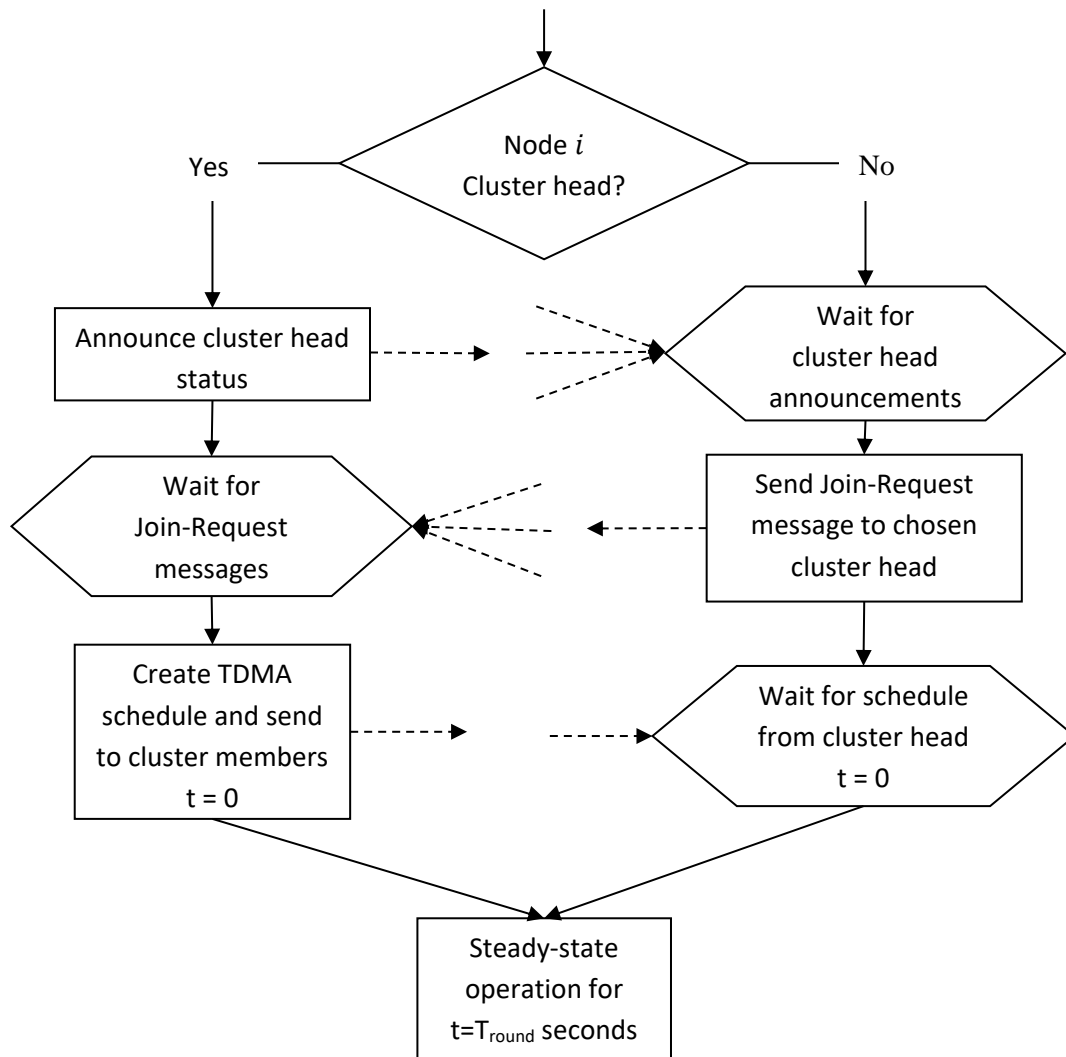 Node i
Cluster head?
Yes
No
Announce cluster head
status
Wait for
cluster head
announcements
Wait for
Join-Request
messages
Send Join-Request
message to chosen
cluster head
Create TDMA
schedule and send
to cluster members
t = 0
Wait for schedule
from cluster head
t = 0
Steady-state
operation for
t=Tround seconds